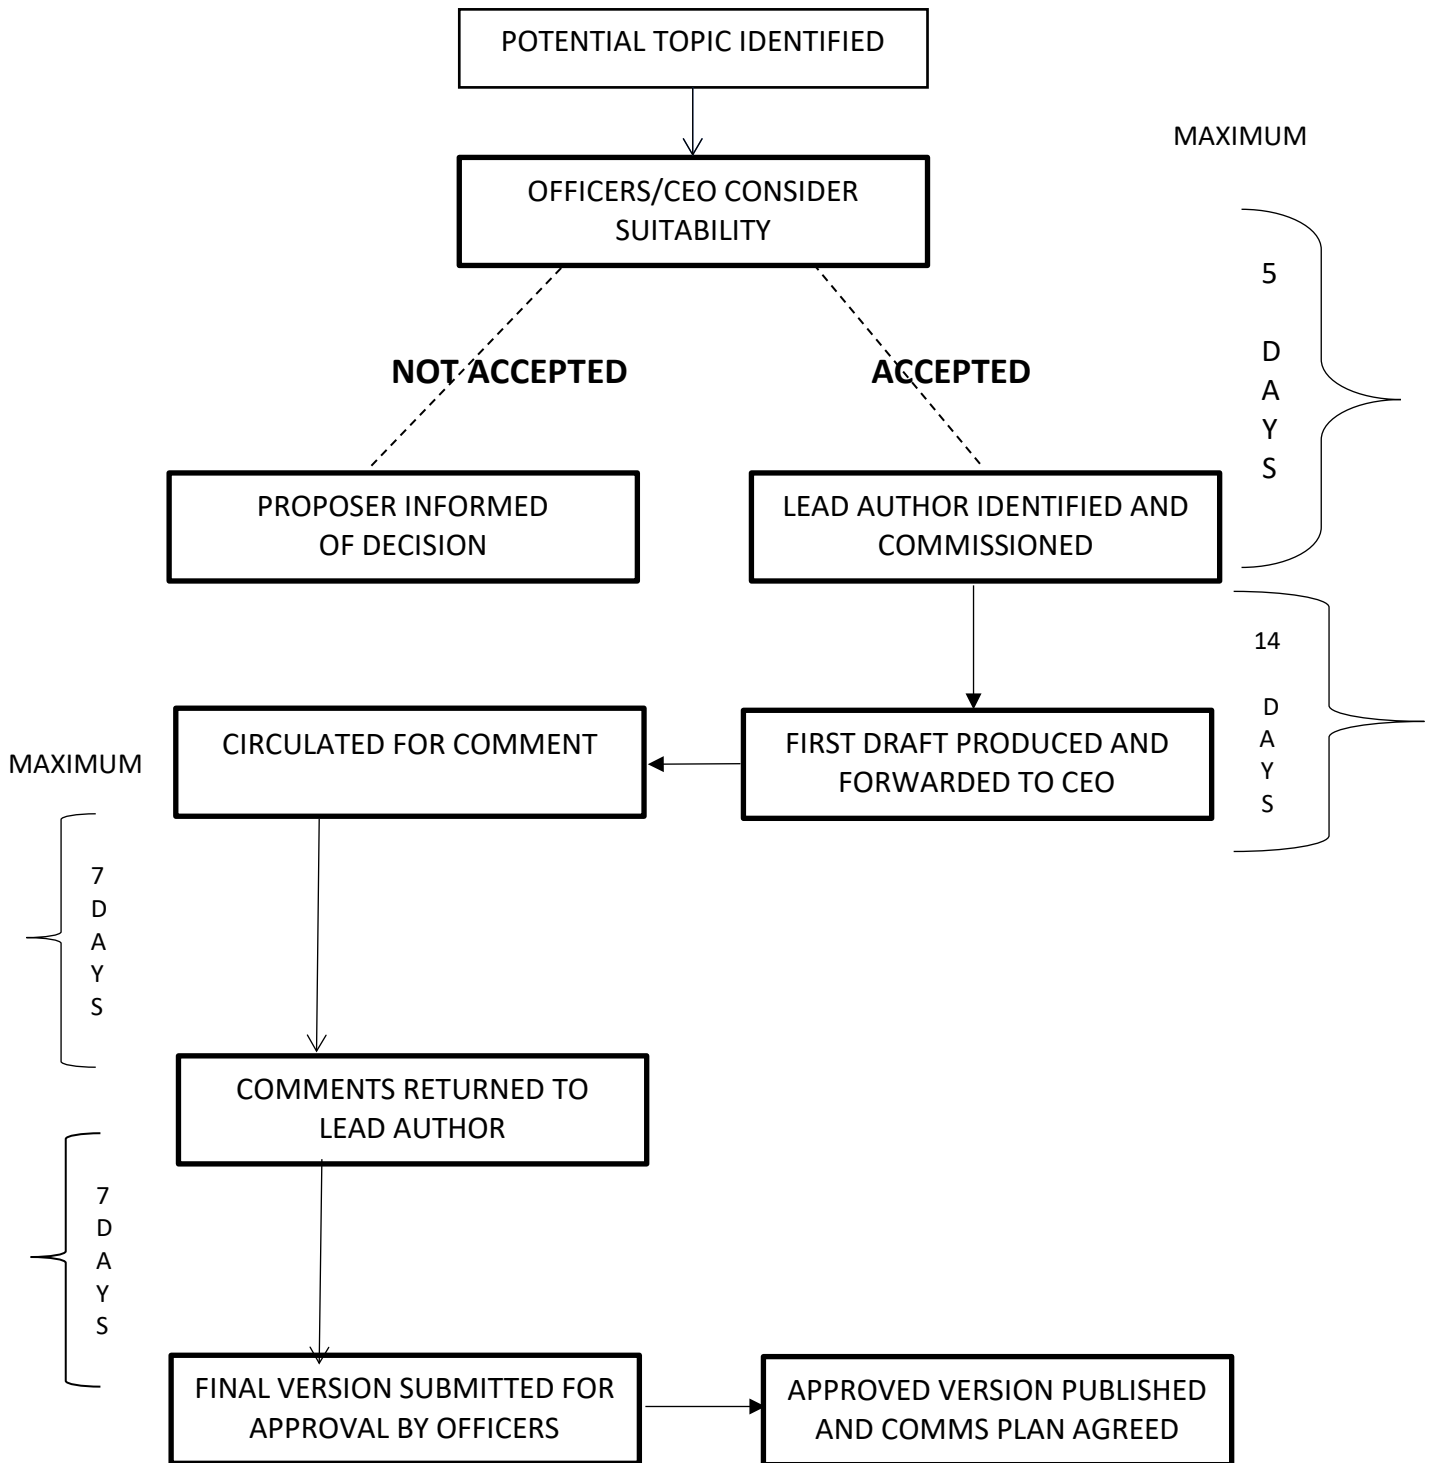 POTENTIAL TOPIC IDENTIFIED
MAXIMUM
OFFICERS/CEO CONSIDER
SUITABILITY
5
D
A
Y
S
NOT ACCEPTED
ACCEPTED
PROPOSER INFORMED
OF DECISION
LEAD AUTHOR IDENTIFIED AND
COMMISSIONED
14
D
A
Y
S
FIRST DRAFT PRODUCED AND
FORWARDED TO CEO
CIRCULATED FOR COMMENT
MAXIMUM
7
D
A
Y
S
COMMENTS RETURNED TO
LEAD AUTHOR
7
D
A
Y
S
FINAL VERSION SUBMITTED FOR
APPROVAL BY OFFICERS
APPROVED VERSION PUBLISHED
AND COMMS PLAN AGREED